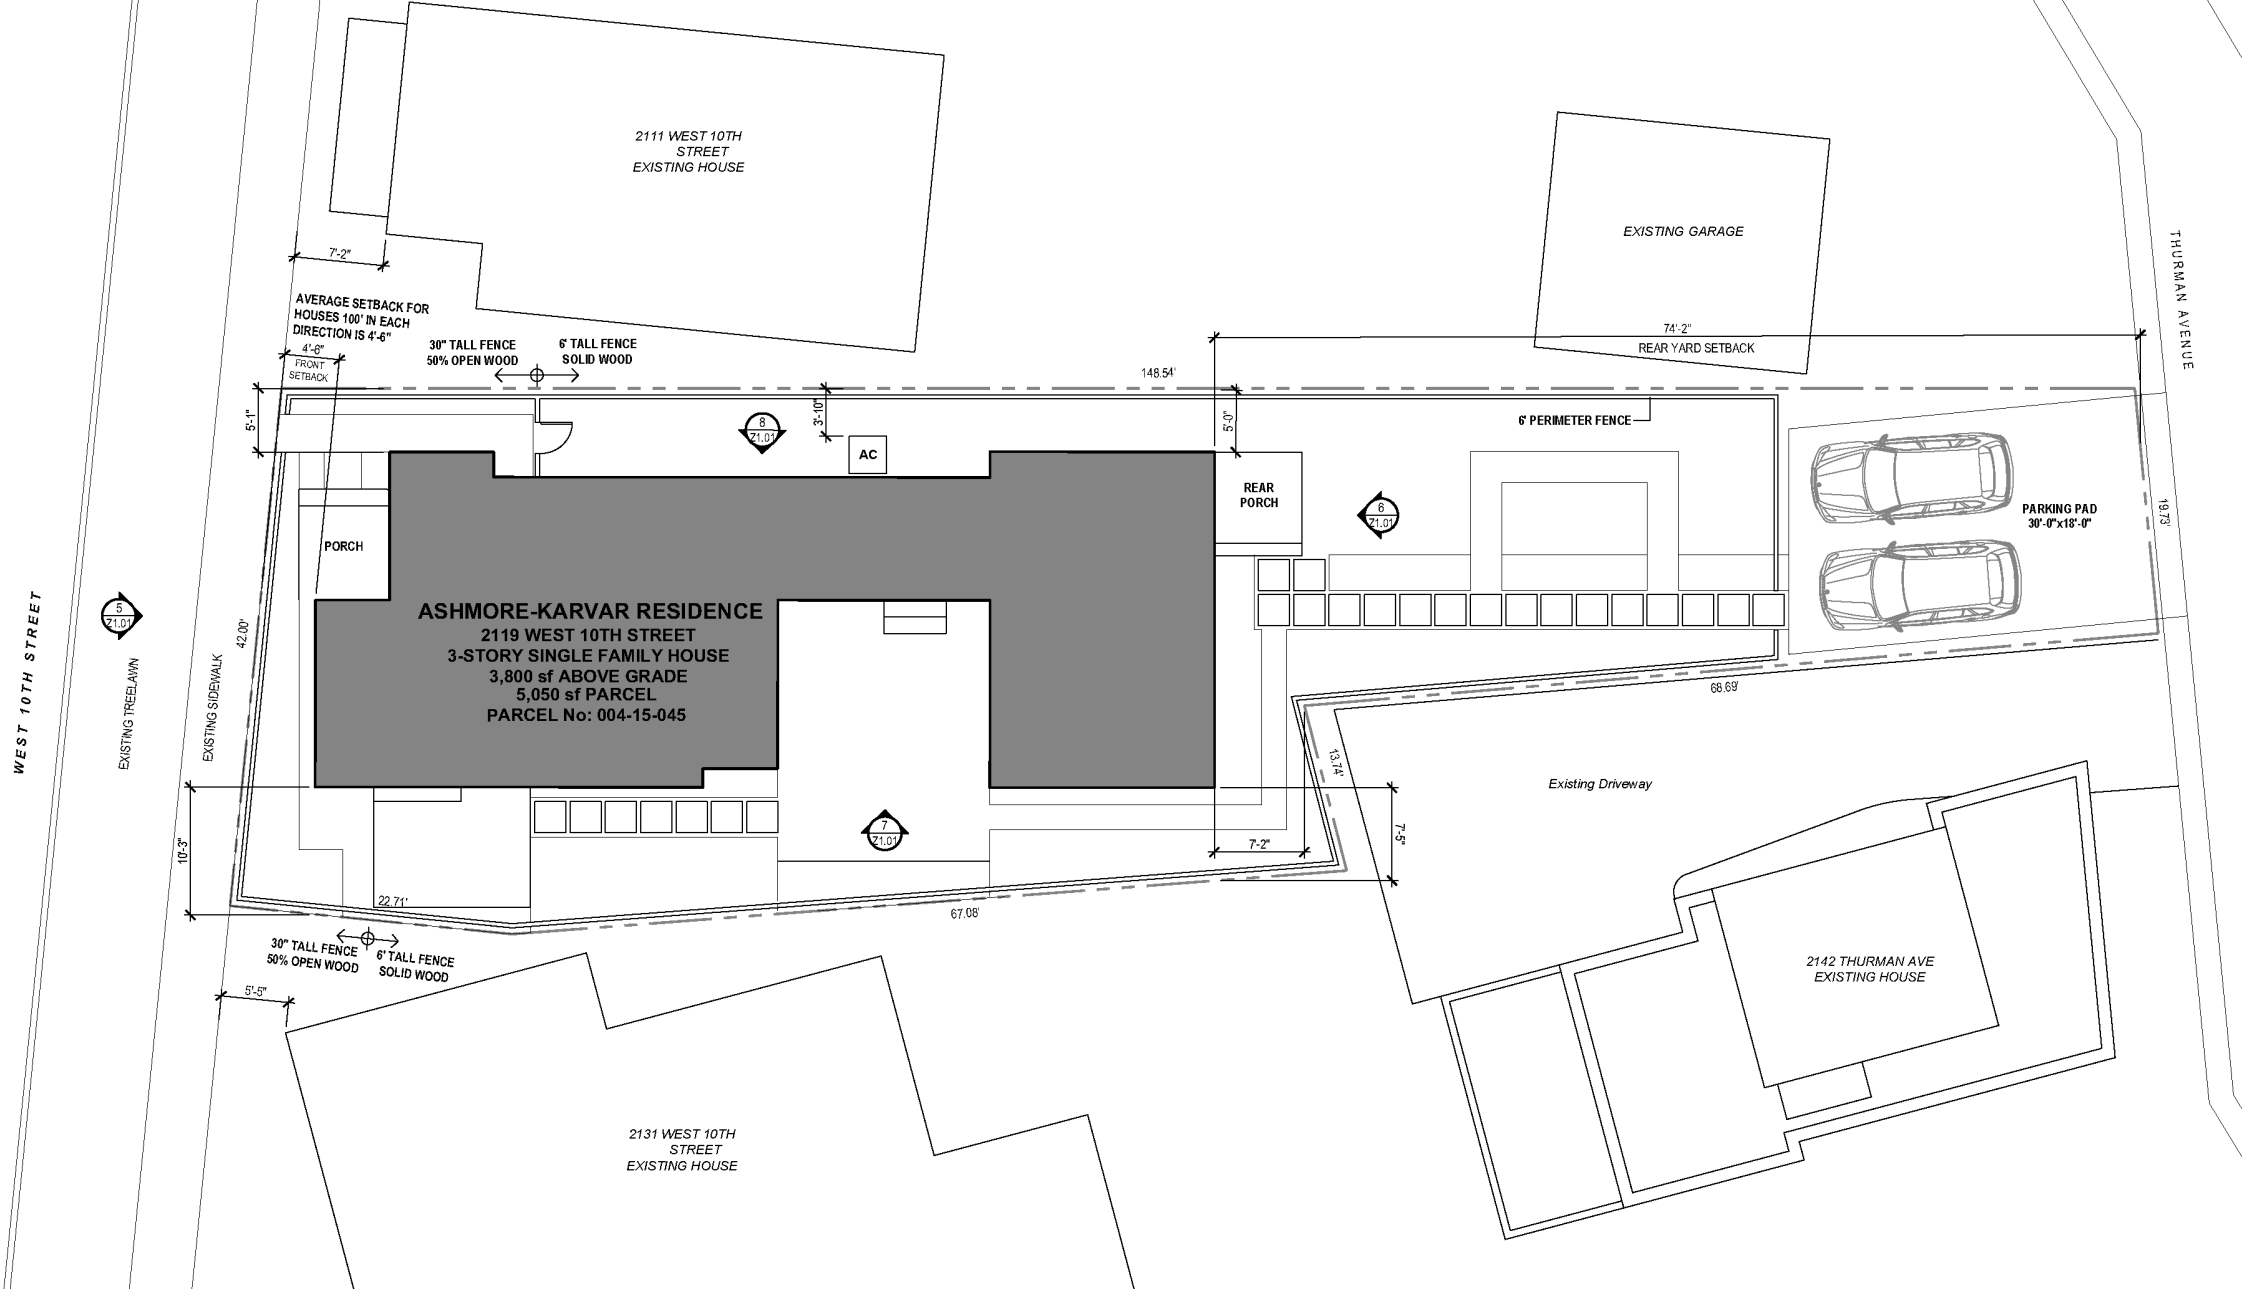 2111 WEST 10TH
STREET
EXISTING HOUSE
EXISTING GARAGE
THURMAN AVENUE
7'-2"
AVERAGE SETBACK FOR
HOUSES 100' IN EACH
DIRECTION IS 4'-6"
4'-6"
FRONT
SETBACK
30" TALL FENCE
50% OPEN WOOD
6' TALL FENCE
SOLID WOOD
148.54'
74'-2"
REAR YARD SETBACK
5'-1"
8
Z1.01
3'-10"
AC
5'-0"
6' PERIMETER FENCE
REAR
PORCH
6
Z1.01
PARKING PAD
30'-0"x18'-0"
19.73'
PORCH
5
Z1.01
WEST 10TH STREET
EXISTING TREELAWN
EXISTING SIDEWALK
42.00'
ASHMORE-KARVAR RESIDENCE
2119 WEST 10TH STREET
3-STORY SINGLE FAMILY HOUSE
3,800 sf ABOVE GRADE
5,050 sf PARCEL
PARCEL No: 004-15-045
68.69'
13.74'
Existing Driveway
10'-3"
7
Z1.01
7'-2"
7'-5"
22.71'
67.08'
30" TALL FENCE
50% OPEN WOOD
6' TALL FENCE
SOLID WOOD
5'-5"
2142 THURMAN AVE
EXISTING HOUSE
2131 WEST 10TH
STREET
EXISTING HOUSE